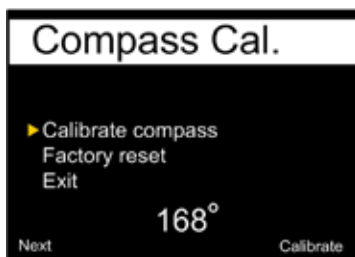 Compass Cal.
Calibrate compass
Factory reset
Exit
168°
Next Calibrate